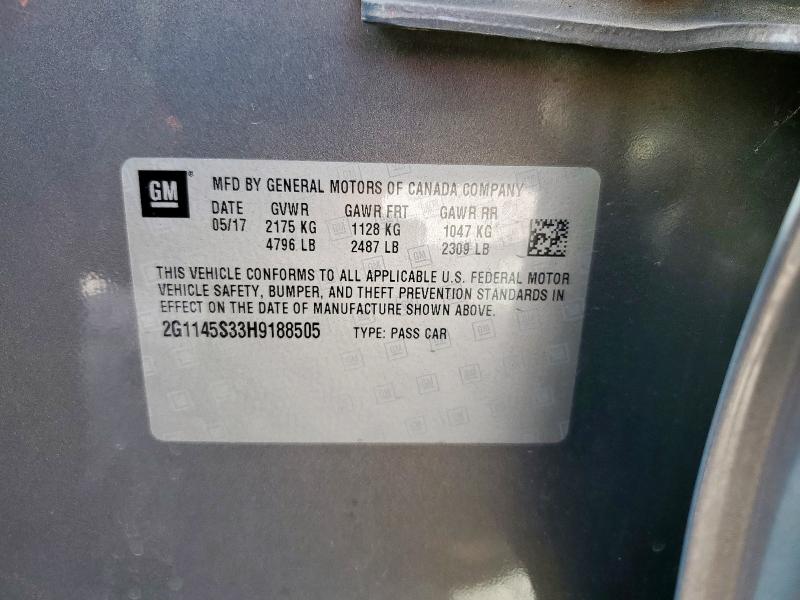 GM MFD BY GENERAL MOTORS OF CANADA COMPANY
DATE GVWR GAWR FRT GAWR RR
05/17 2175 KG 1128 KG 1047 KG
4796 LB 2487 LB 2309 LB
THIS VEHICLE CONFORMS TO ALL APPLICABLE U.S. FEDERAL MOTOR
VEHICLE SAFETY, BUMPER, AND THEFT PREVENTION STANDARDS IN
EFFECT ON THE DATE OF MANUFACTURE SHOWN ABOVE.
2G1145S33H9188505 TYPE: PASS CAR